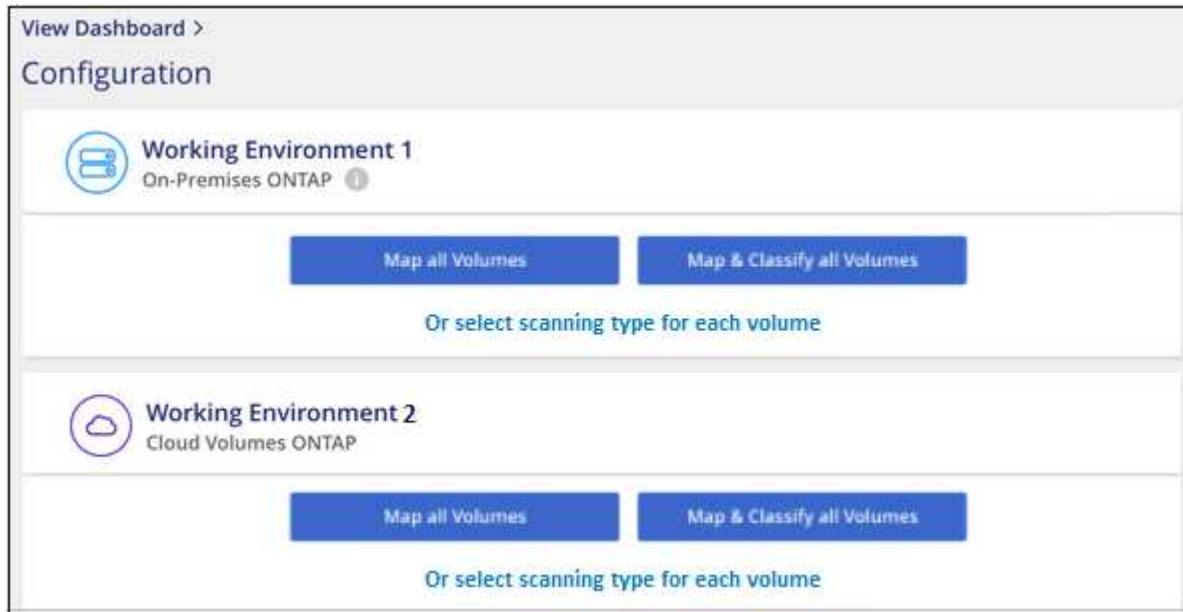 View Dashboard >
Configuration
Working Environment 1
On-Premises ONTAP i
Map all Volumes
Map & Classify all Volumes
Or select scanning type for each volume
Working Environment 2
Cloud Volumes ONTAP
Map all Volumes
Map & Classify all Volumes
Or select scanning type for each volume